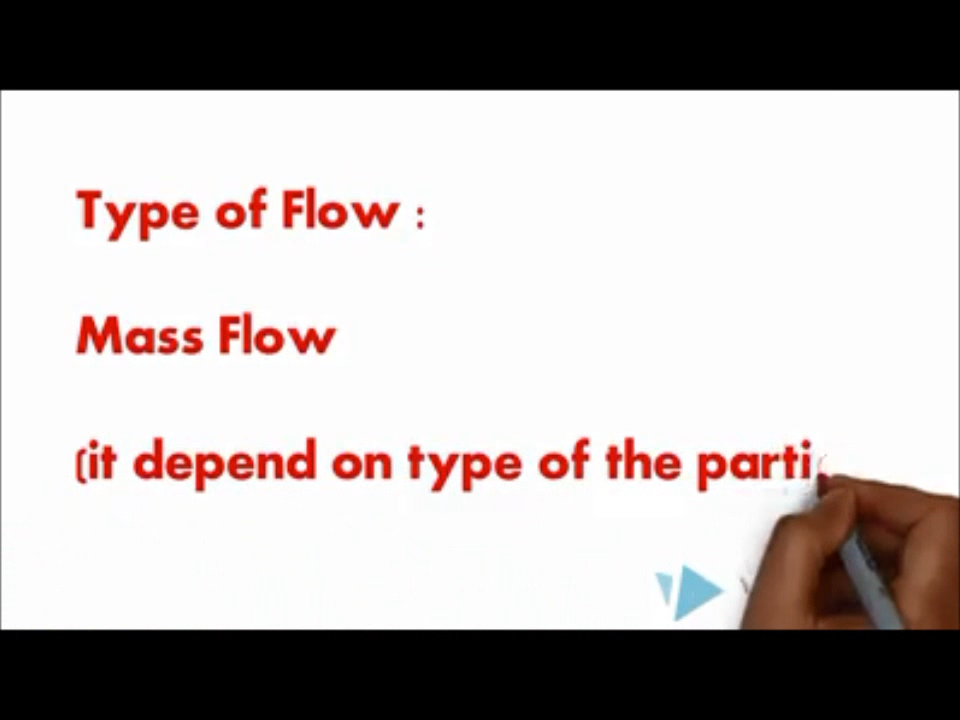 Type of Flow :
Mass Flow
(it depend on type of the parti